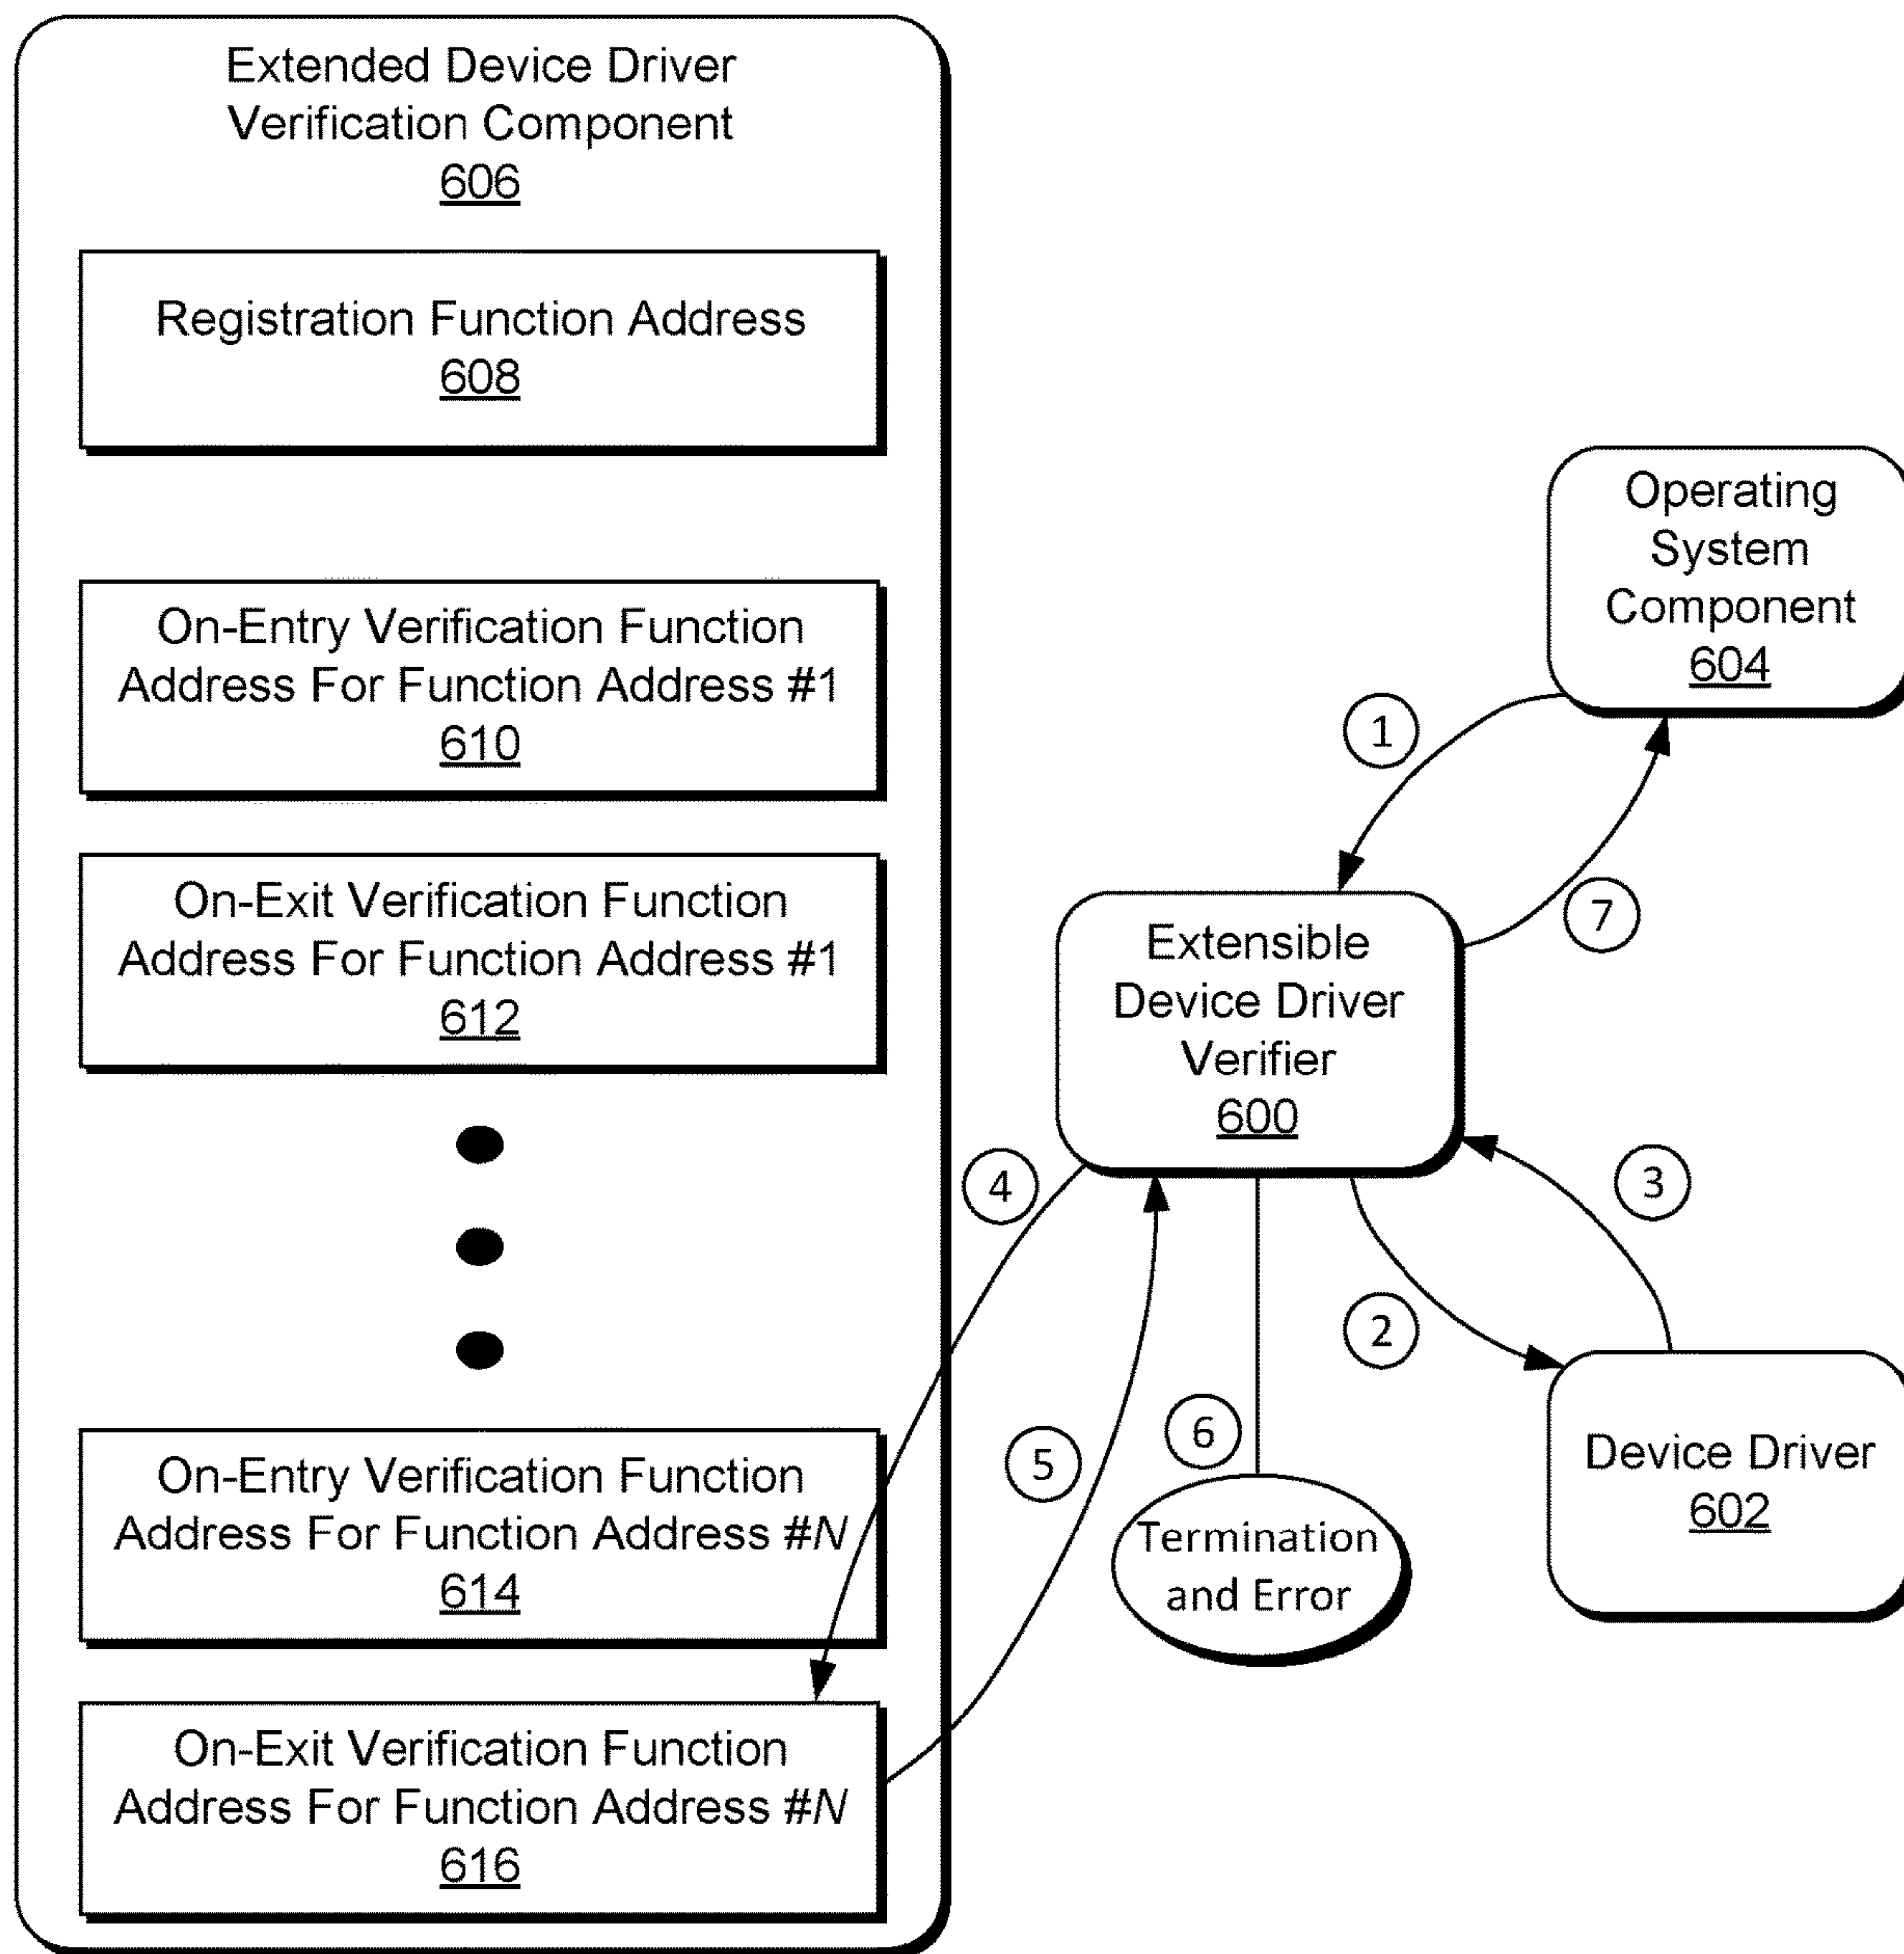 Extended Device Driver
Verification Component
606
Registration Function Address
608
On-Entry Verification Function
Address For Function Address #1
610
On-Exit Verification Function
Address For Function Address #1
612
On-Entry Verification Function
Address For Function Address #N
614
On-Exit Verification Function
Address For Function Address #N
616
Operating
System
Component
604
1
7
Extensible
Device Driver
Verifier
600
4
3
2
5
6
Termination
and Error
Device Driver
602